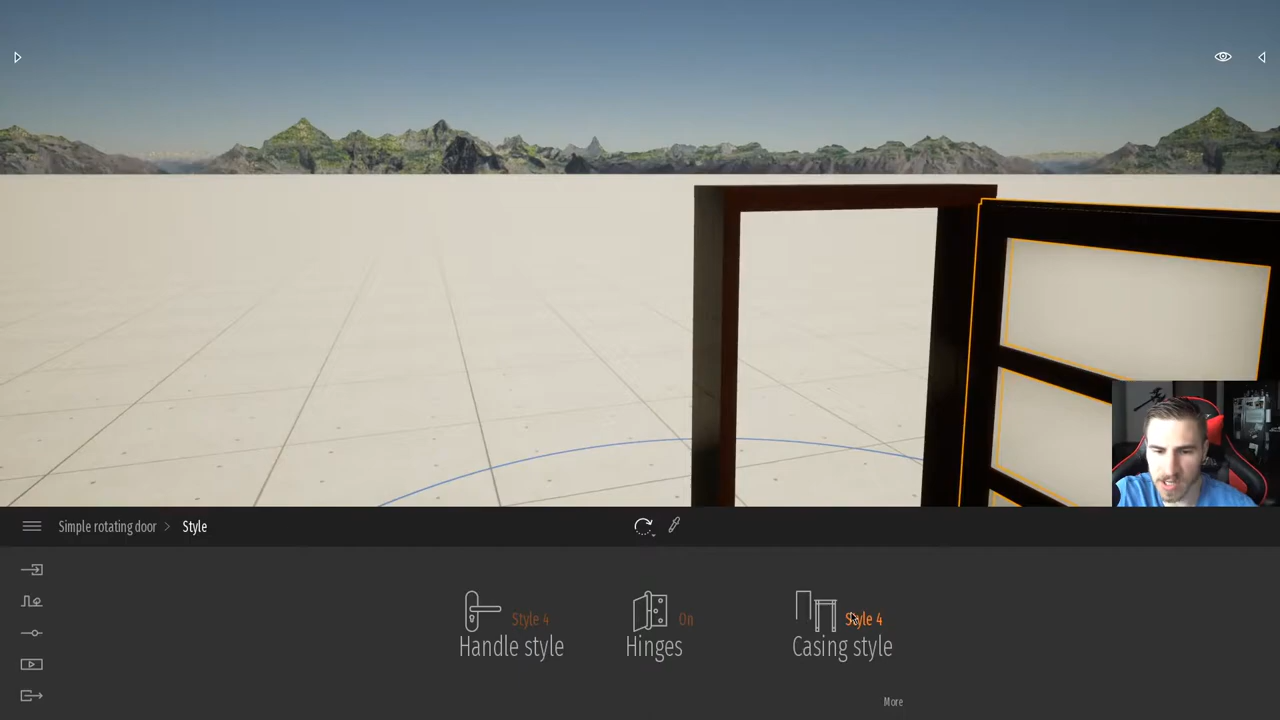 Simple rotating door > Style
Style 4
Handle style
On
Hinges
Style 4
Casing style
More